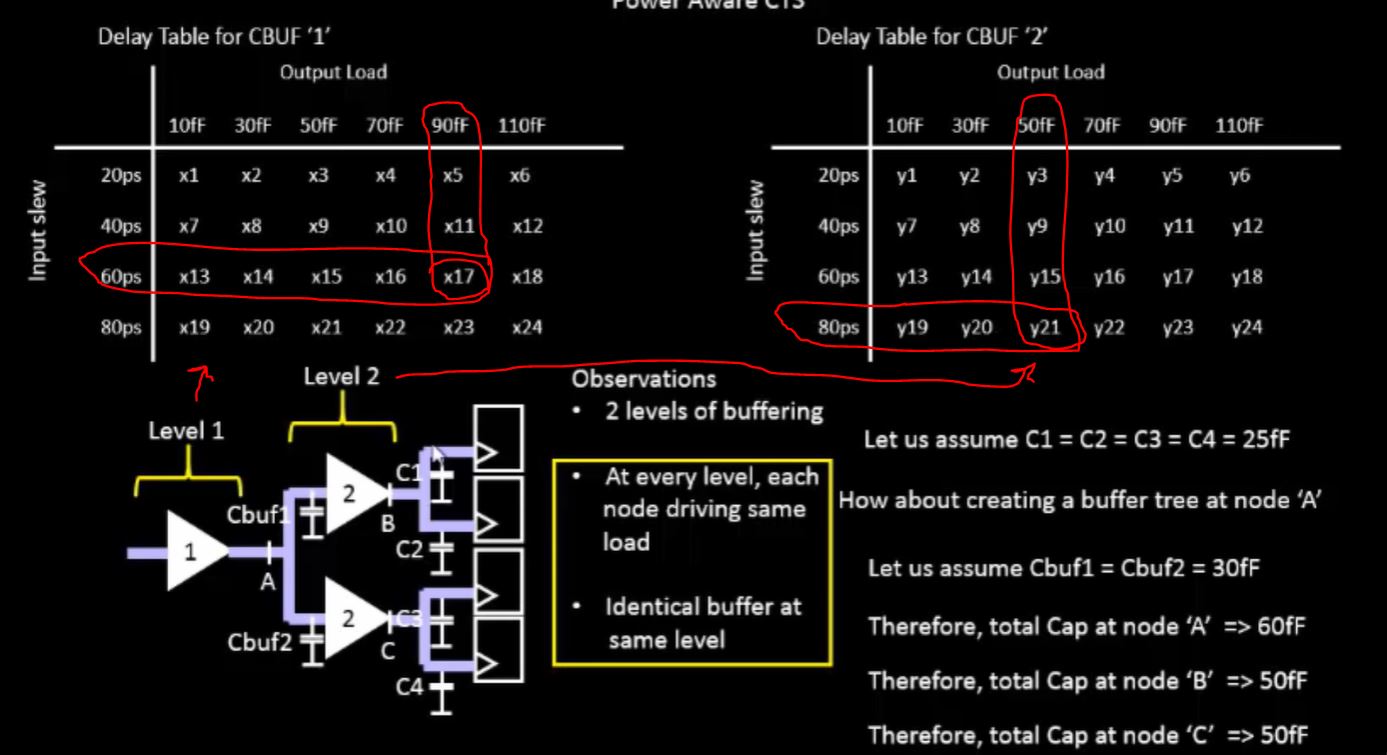 Power Aware CTS
Delay Table for CBUF '1'
Output Load
10fF 30fF 50fF 70fF 90fF 110fF
Input slew
20ps x1 x2 x3 x4 x5 x6
40ps x7 x8 x9 x10 x11 x12
60ps x13 x14 x15 x16 x17 x18
80ps x19 x20 x21 x22 x23 x24
Delay Table for CBUF '2'
Output Load
10fF 30fF 50fF 70fF 90fF 110fF
Input slew
20ps y1 y2 y3 y4 y5 y6
40ps y7 y8 y9 y10 y11 y12
60ps y13 y14 y15 y16 y17 y18
80ps y19 y20 y21 y22 y23 y24
Level 2
Level 1
Cbuf1
1
A
Cbuf2
2
B
2
C
C1
C2
C3
C4
Observations
• 2 levels of buffering
• At every level, each
node driving same
load
• Identical buffer at
same level
Let us assume C1 = C2 = C3 = C4 = 25fF
How about creating a buffer tree at node 'A'
Let us assume Cbuf1 = Cbuf2 = 30fF
Therefore, total Cap at node 'A' => 60fF
Therefore, total Cap at node 'B' => 50fF
Therefore, total Cap at node 'C' => 50fF